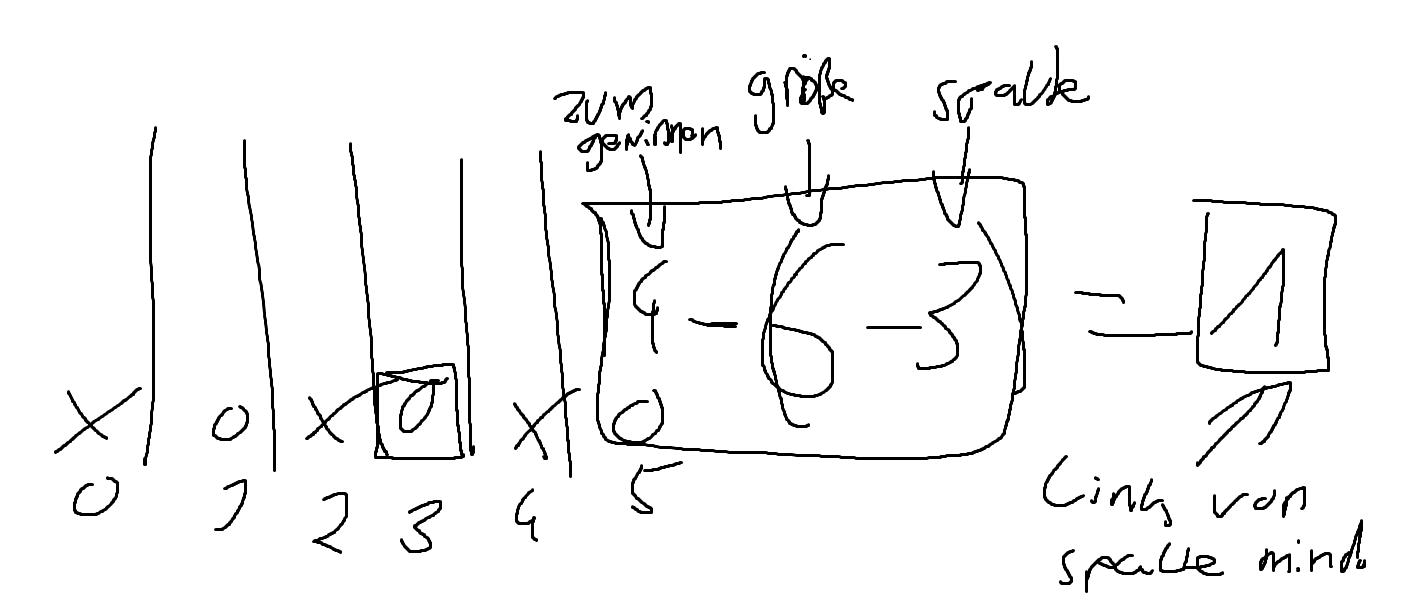 zum
gewinnen
größe
spalte
4 - (6 - 3) = 1
X O X O X O
0 1 2 3 4 5
Links von
spalte mind.